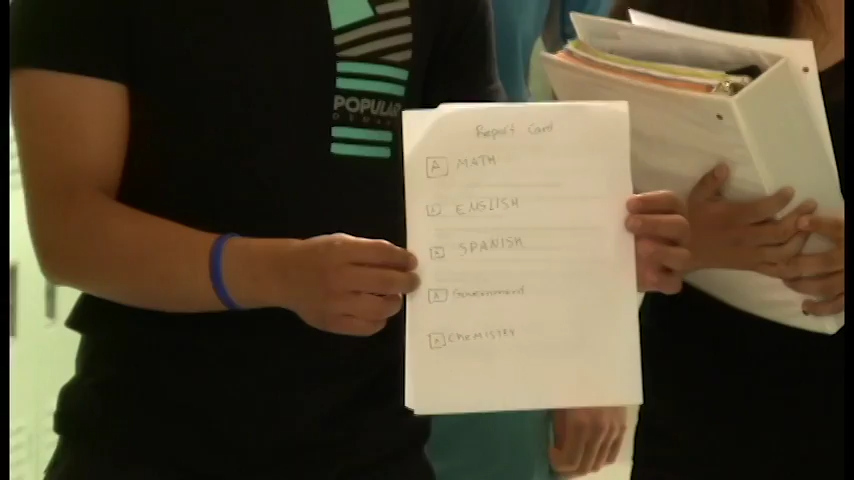 POPULAR
Report Card
A MATH
A ENGLISH
A SPANISH
A Government
A CHEMISTRY